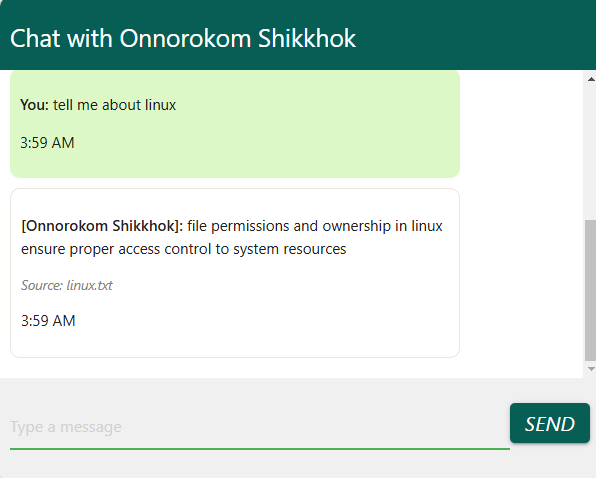 Chat with Onnorokom Shikkhok
You: tell me about linux
3:59 AM
[Onnorokom Shikkhok]: file permissions and ownership in linux
ensure proper access control to system resources
Source: linux.txt
3:59 AM
Type a message
SEND